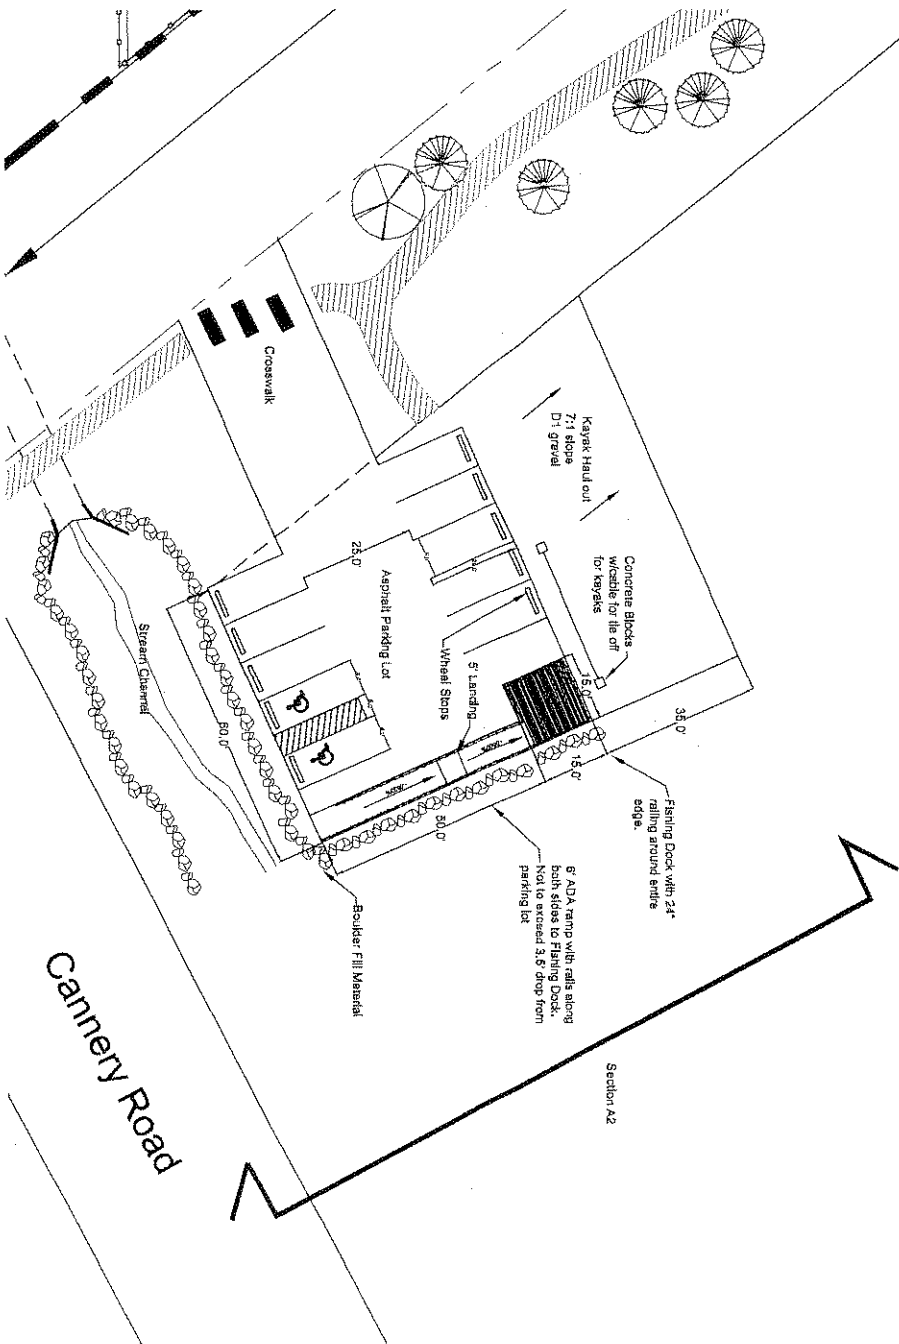 Crosswalk
Kayak Haul out
7:1 slope
D1 gravel
Concrete Blocks
w/cable for tie off
for kayaks
25.0'
Asphalt Parking Lot
Wheel Stops
5' Landing
15.0'
15.0'
35.0'
Fishing Dock with 24"
railing around entire
edge.
Stream Channel
60.0'
50.0'
6' ADA ramp with rails along
both sides to Fishing Dock.
Not to exceed 3.5' drop from
parking lot
Boulder Fill Material
Section A2
Cannery Road